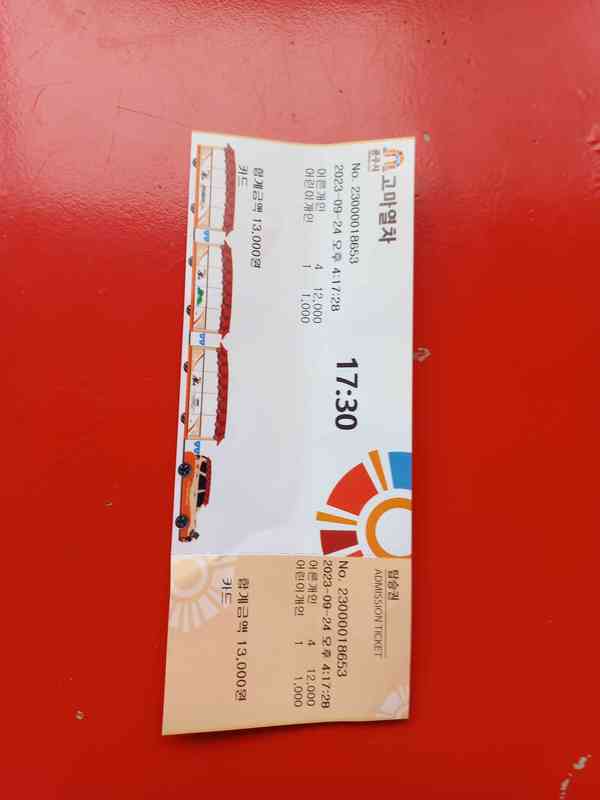 공주시
고마열차
No. 23000018653
2023-09-24 오후 4:17:28
어른개인 4 12,000
어린이개인 1 1,000
합계금액 13,000원
카드
17:30
탑승권
ADMISSION TICKET
No. 23000018653
2023-09-24 오후 4:17:28
어른개인 4 12,000
어린이개인 1 1,000
합계금액 13,000원
카드